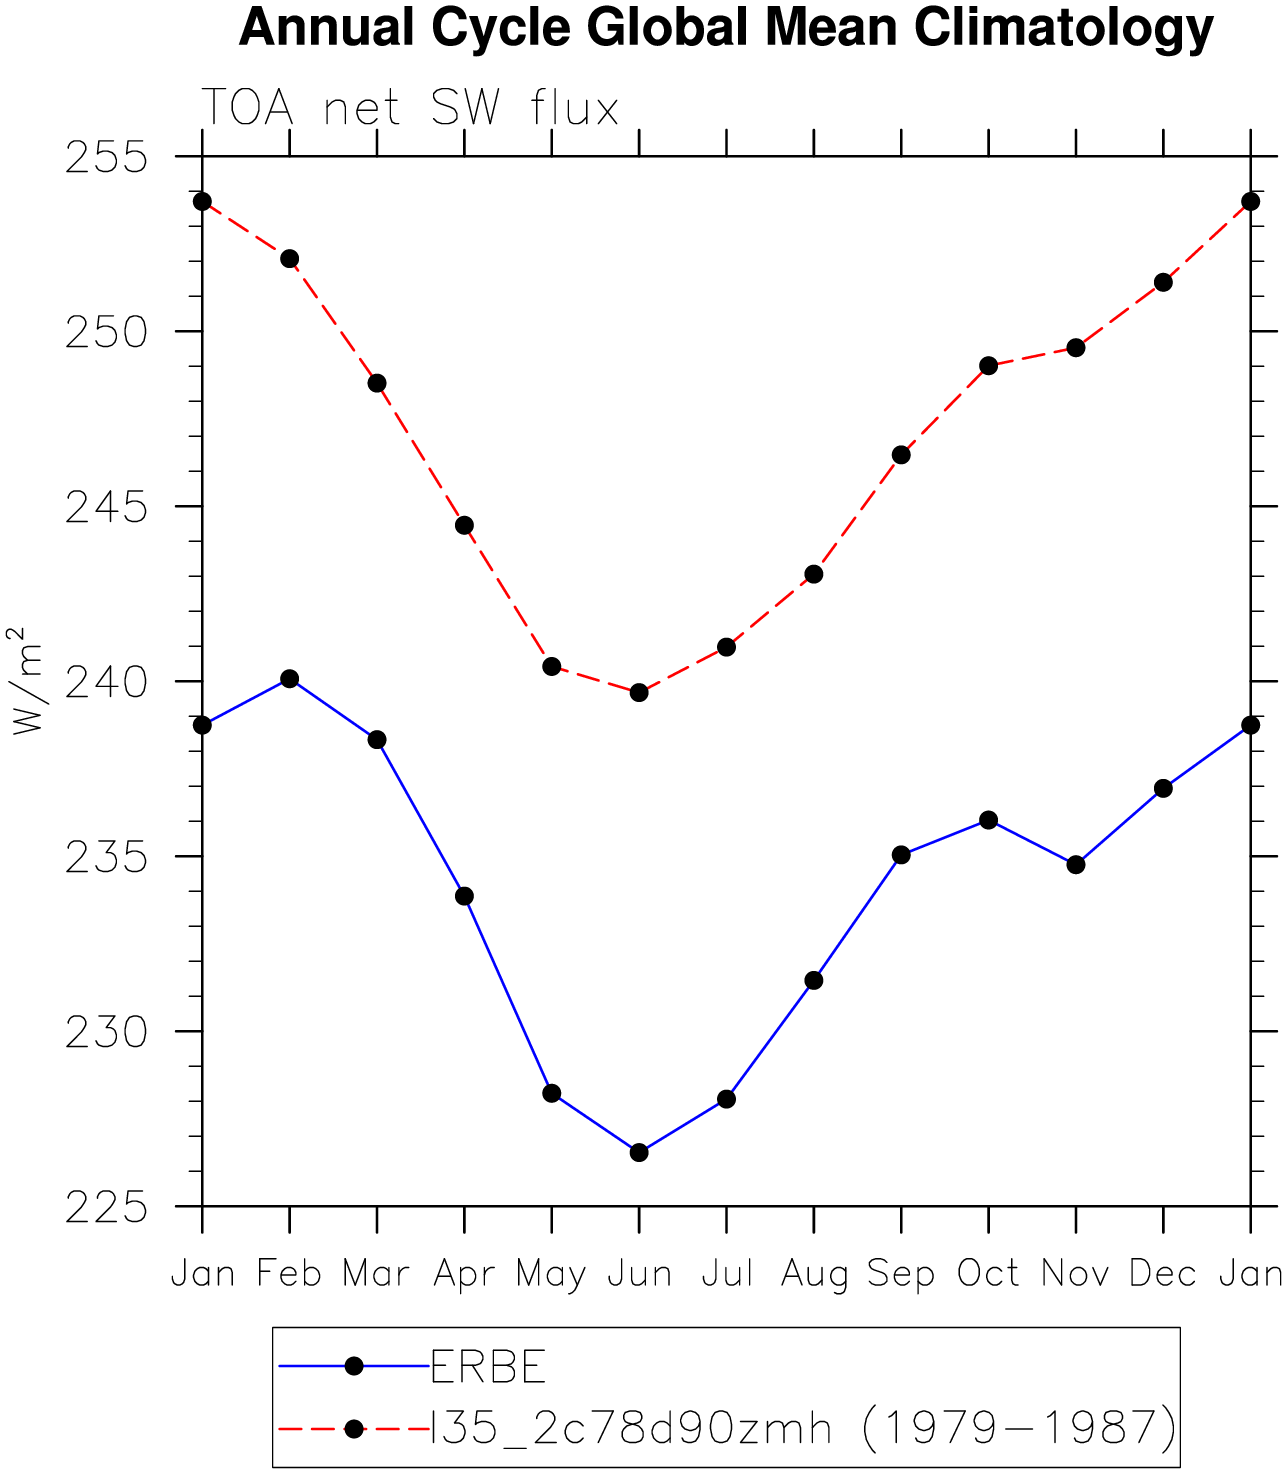 Annual Cycle Global Mean Climatology
TOA net SW flux
255
250
245
240
235
230
225
W/m²
Jan Feb Mar Apr May Jun Jul Aug Sep Oct Nov Dec Jan
ERBE
I35_2c78d90zmh (1979-1987)